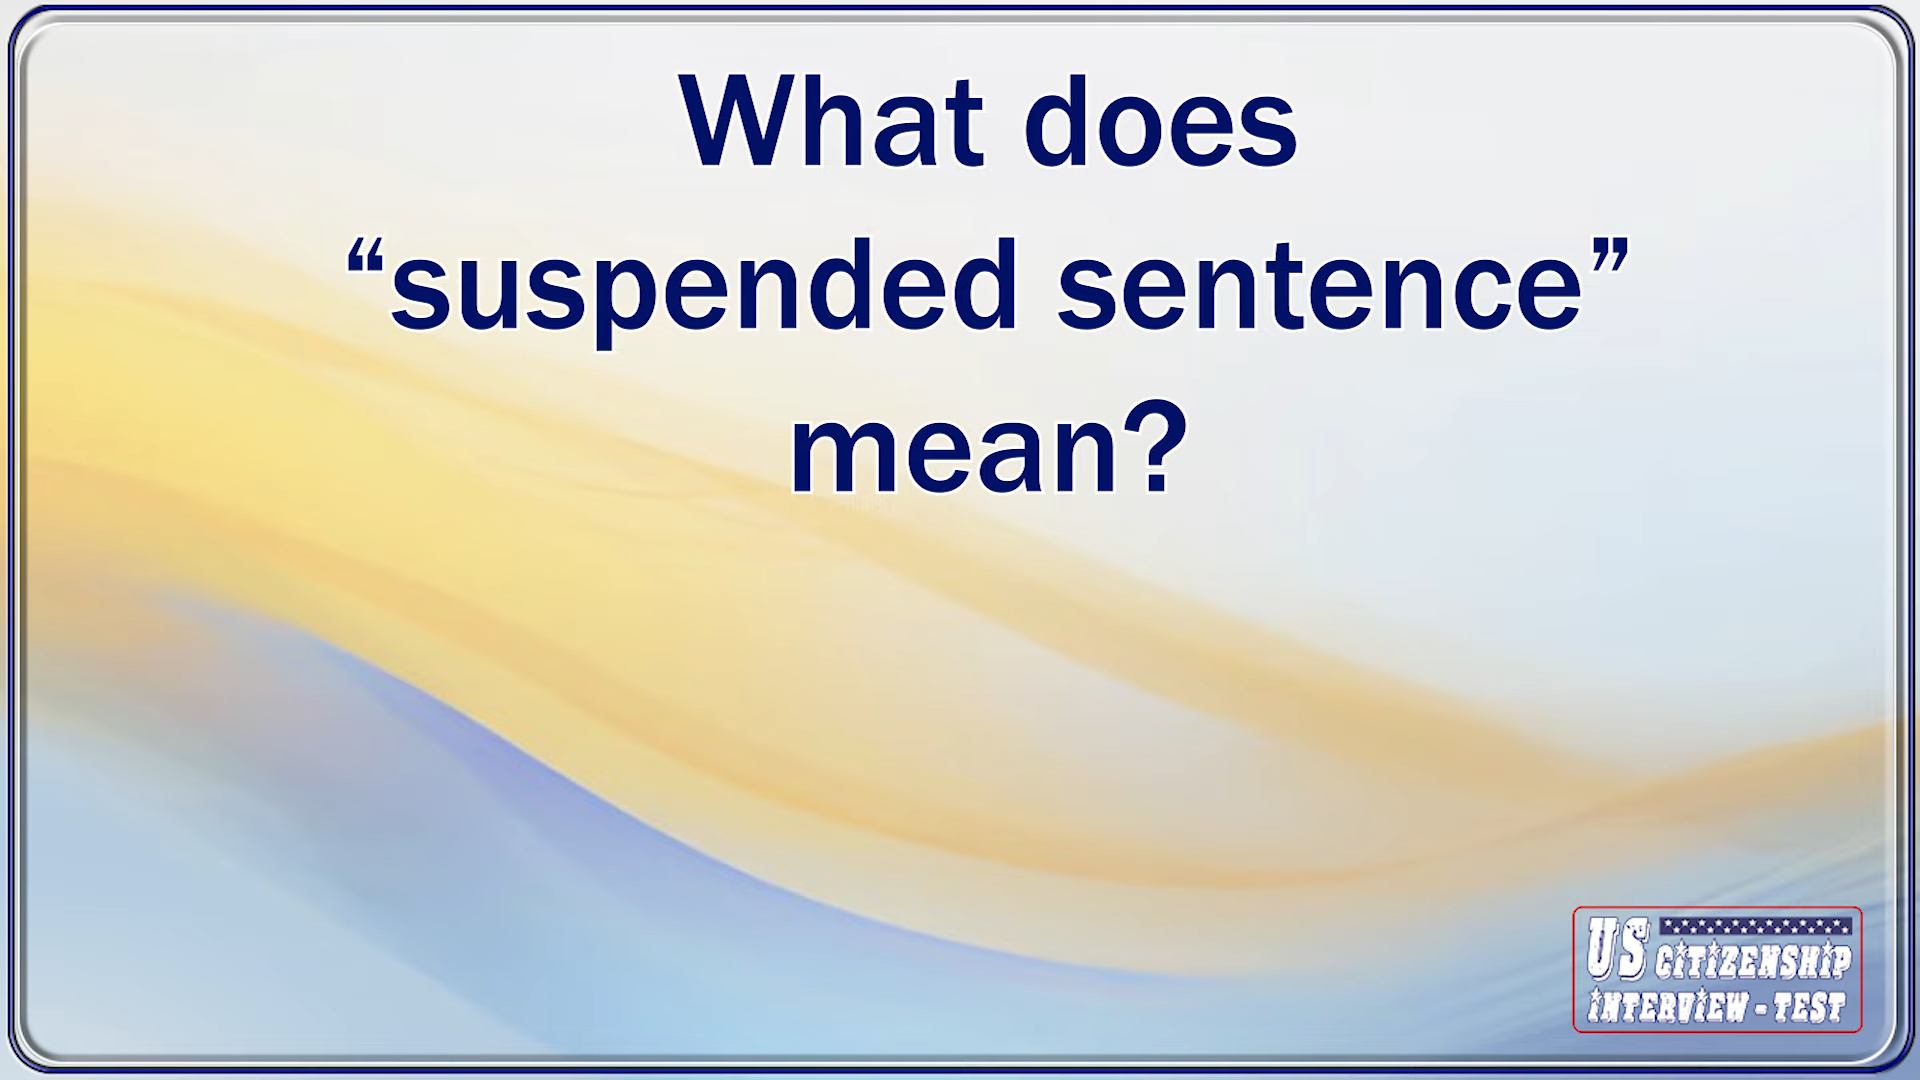 What does
“suspended sentence”
mean?
US CITIZENSHIP
INTERVIEW - TEST